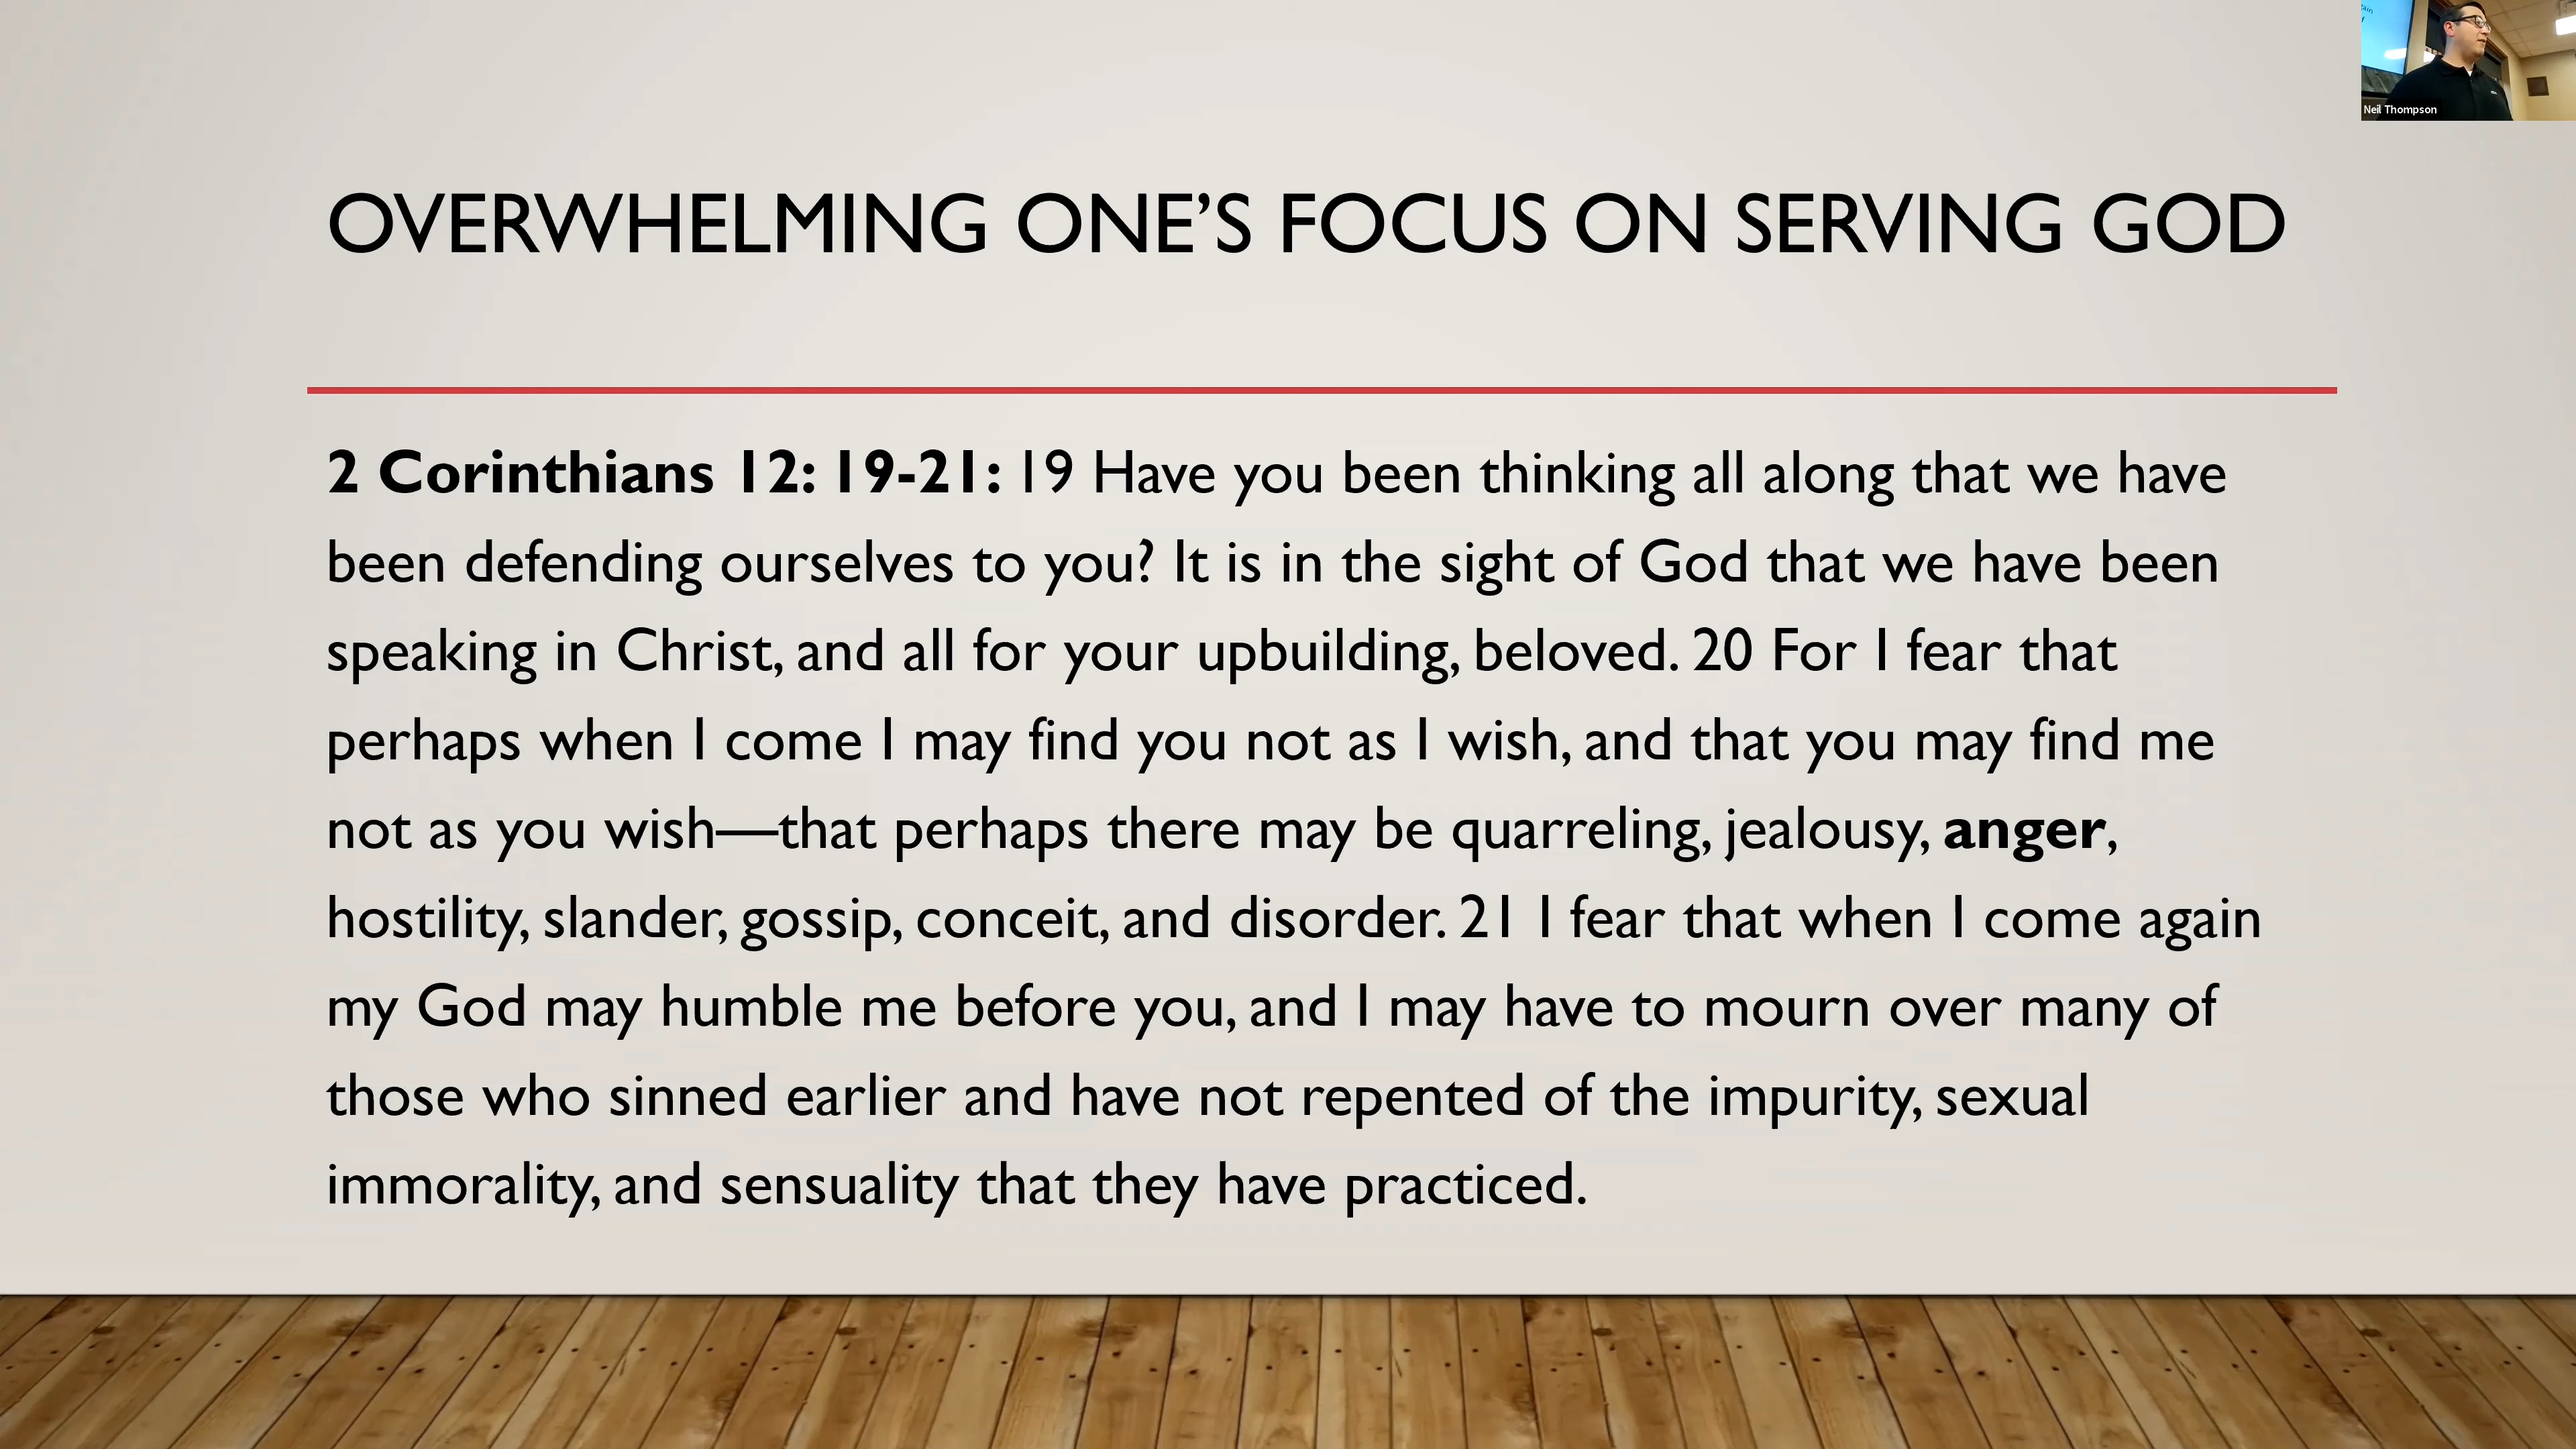 OVERWHELMING ONE’S FOCUS ON SERVING GOD
2 Corinthians 12: 19-21: 19 Have you been thinking all along that we have
been defending ourselves to you? It is in the sight of God that we have been
speaking in Christ, and all for your upbuilding, beloved. 20 For I fear that
perhaps when I come I may find you not as I wish, and that you may find me
not as you wish—that perhaps there may be quarreling, jealousy, anger,
hostility, slander, gossip, conceit, and disorder. 21 I fear that when I come again
my God may humble me before you, and I may have to mourn over many of
those who sinned earlier and have not repented of the impurity, sexual
immorality, and sensuality that they have practiced.
Neil Thompson